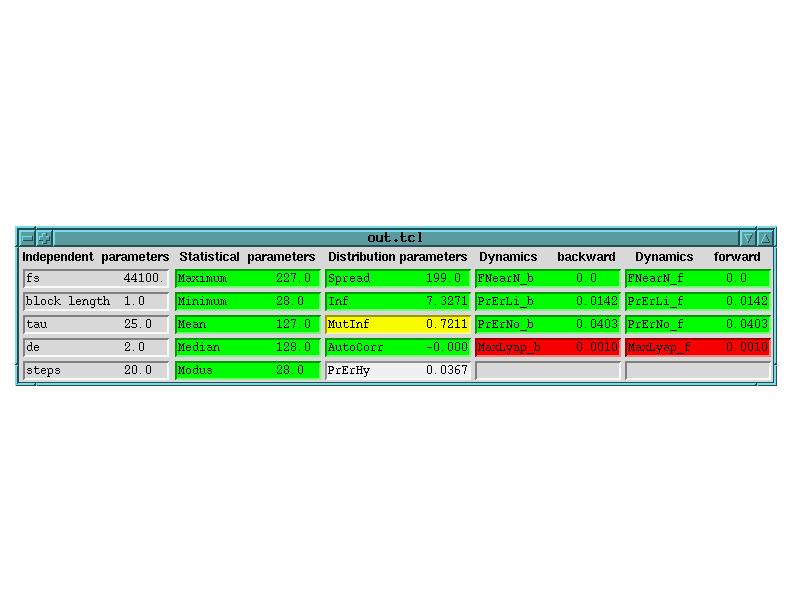 out.tcl
Independent parameters Statistical parameters Distribution parameters Dynamics backward Dynamics forward
fs 44100. Maximum 227.0 Spread 199.0 FNearN_b 0.0 FNearN_f 0.0
block length 1.0 Minimum 28.0 Inf 7.3271 PrErLi_b 0.0142 PrErLi_f 0.0142
tau 25.0 Mean 127.0 MutInf 0.7211 PrErNo_b 0.0403 PrErNo_f 0.0403
de 2.0 Median 128.0 AutoCorr -0.000 MaxLyap_b 0.0010 MaxLyap_f 0.0010
steps 20.0 Modus 28.0 PrErHy 0.0367